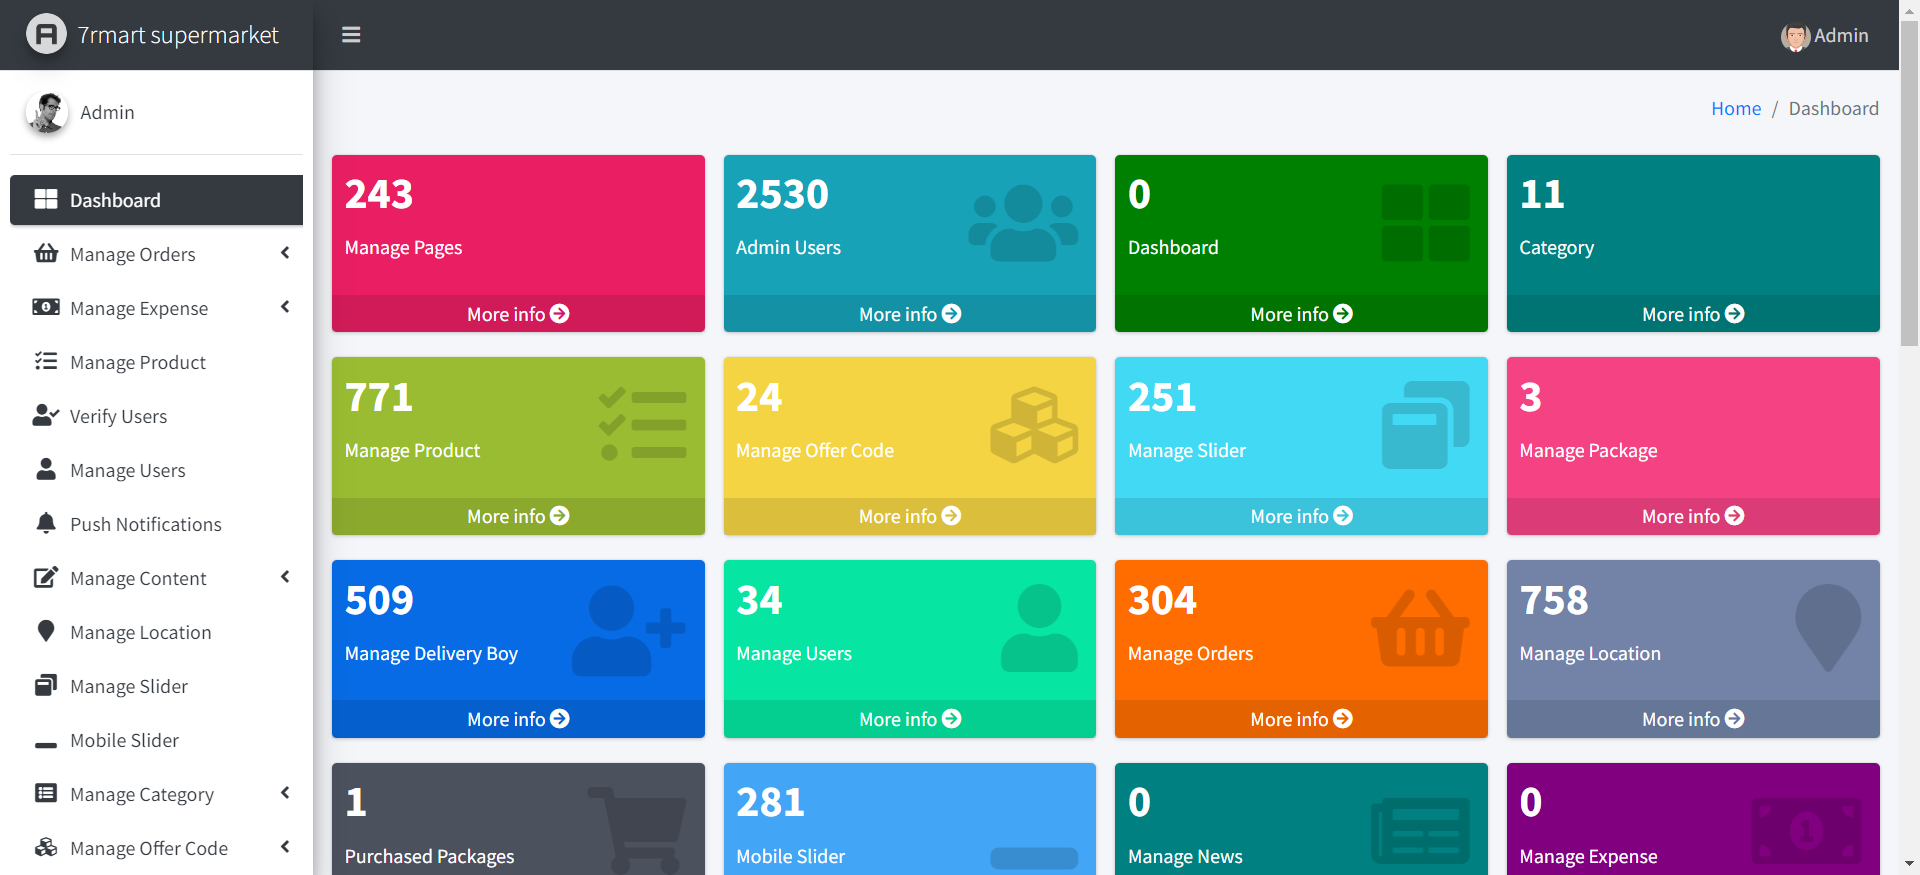 7rmart supermarket
Admin
Admin
Home / Dashboard
Dashboard
Manage Orders
Manage Expense
Manage Product
Verify Users
Manage Users
Push Notifications
Manage Content
Manage Location
Manage Slider
Mobile Slider
Manage Category
Manage Offer Code
243
Manage Pages
More info
2530
Admin Users
More info
0
Dashboard
More info
11
Category
More info
771
Manage Product
More info
24
Manage Offer Code
More info
251
Manage Slider
More info
3
Manage Package
More info
509
Manage Delivery Boy
More info
34
Manage Users
More info
304
Manage Orders
More info
758
Manage Location
More info
1
Purchased Packages
281
Mobile Slider
0
Manage News
0
Manage Expense